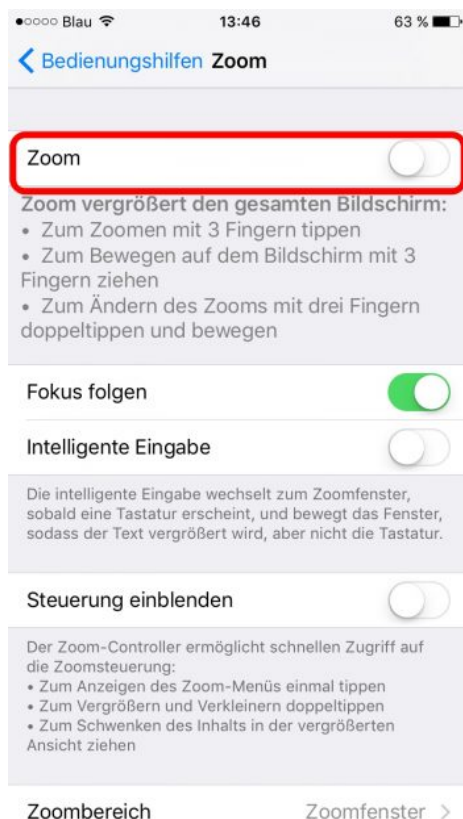 Blau 13:46 63 %
Bedienungshilfen Zoom
Zoom
Zoom vergrößert den gesamten Bildschirm:
• Zum Zoomen mit 3 Fingern tippen
• Zum Bewegen auf dem Bildschirm mit 3
Fingern ziehen
• Zum Ändern des Zooms mit drei Fingern
doppeltippen und bewegen
Fokus folgen
Intelligente Eingabe
Die intelligente Eingabe wechselt zum Zoomfenster,
sobald eine Tastatur erscheint, und bewegt das Fenster,
sodass der Text vergrößert wird, aber nicht die Tastatur.
Steuerung einblenden
Der Zoom-Controller ermöglicht schnellen Zugriff auf
die Zoomsteuerung:
• Zum Anzeigen des Zoom-Menüs einmal tippen
• Zum Vergrößern und Verkleinern doppeltippen
• Zum Schwenken des Inhalts in der vergrößerten
Ansicht ziehen
Zoombereich Zoomfenster